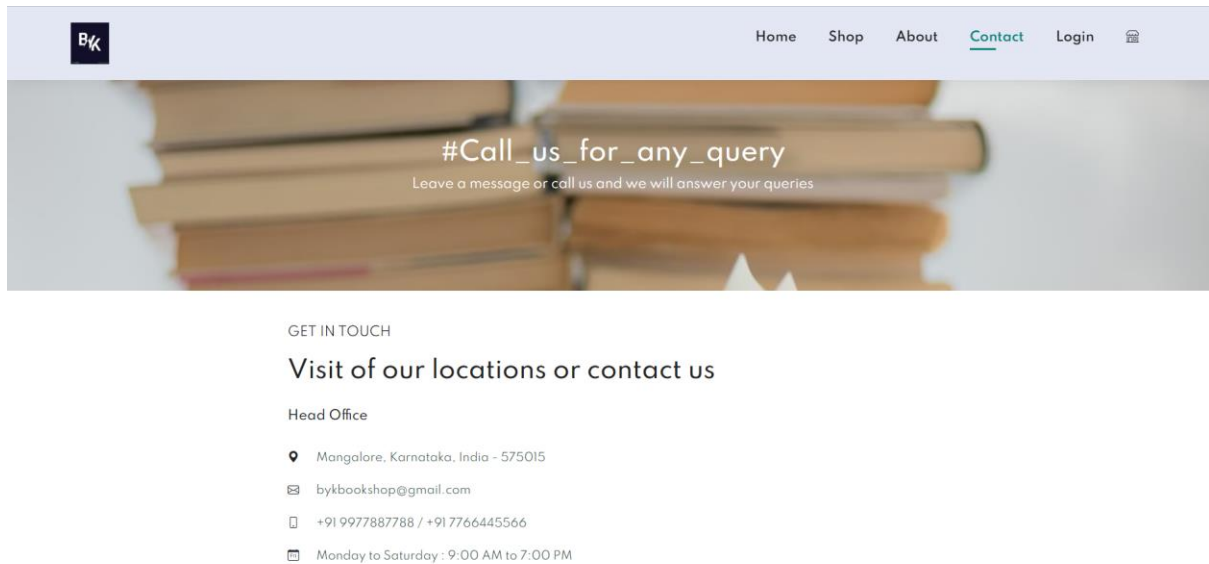 BYK
Home Shop About Contact Login
#Call_us_for_any_query
Leave a message or call us and we will answer your queries
GET IN TOUCH
Visit of our locations or contact us
Head Office
Mangalore, Karnataka, India - 575015
bykbookshop@gmail.com
+91 9977887788 / +91 7766445566
Monday to Saturday : 9:00 AM to 7:00 PM